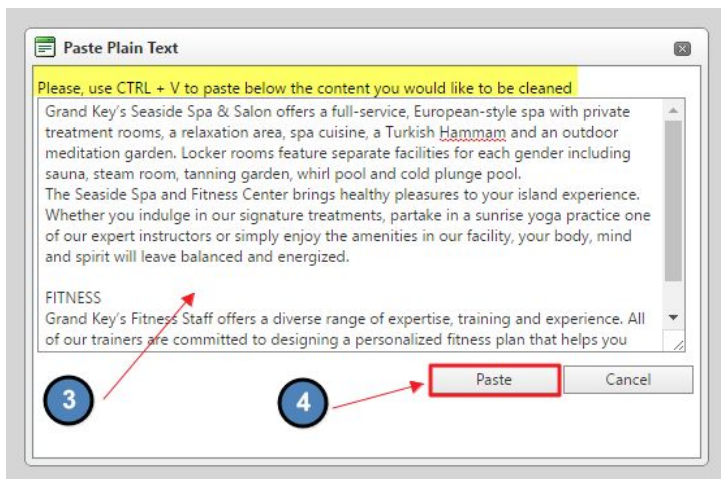 Paste Plain Text
Please, use CTRL + V to paste below the content you would like to be cleaned
Grand Key's Seaside Spa & Salon offers a full-service, European-style spa with private
treatment rooms, a relaxation area, spa cuisine, a Turkish Hammam and an outdoor
meditation garden. Locker rooms feature separate facilities for each gender including
sauna, steam room, tanning garden, whirl pool and cold plunge pool.
The Seaside Spa and Fitness Center brings healthy pleasures to your island experience.
Whether you indulge in our signature treatments, partake in a sunrise yoga practice one
of our expert instructors or simply enjoy the amenities in our facility, your body, mind
and spirit will leave balanced and energized.
FITNESS
Grand Key's Fitness Staff offers a diverse range of expertise, training and experience. All
of our trainers are committed to designing a personalized fitness plan that helps you
Paste
Cancel
3
4